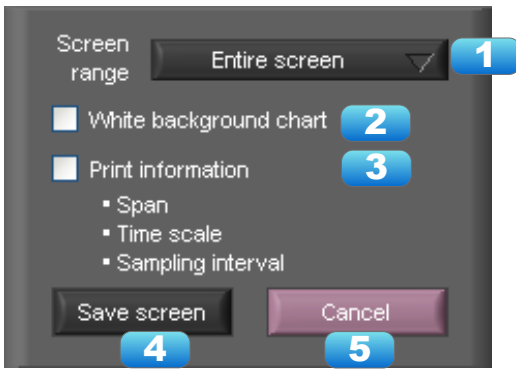 Screen
range
Entire screen
1
White background chart
2
Print information
3
▪ Span
▪ Time scale
▪ Sampling interval
Save screen
Cancel
4
5